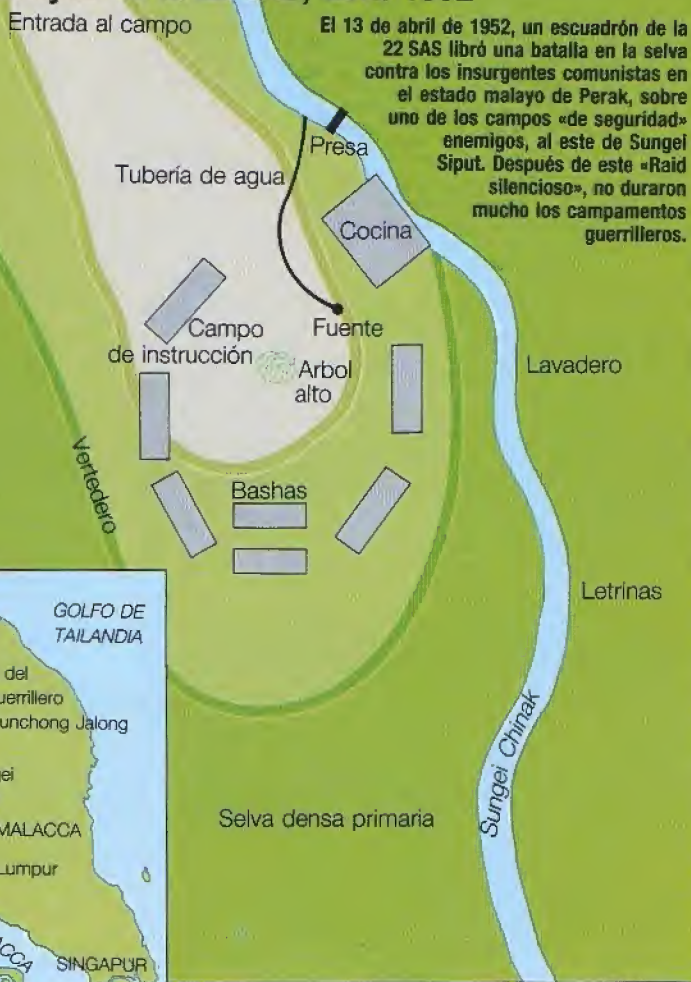 Entrada al campo
El 13 de abril de 1952, un escuadrón de la
22 SAS libró una batalla en la selva
contra los insurgentes comunistas en
el estado malayo de Perak, sobre
uno de los campos «de seguridad»
enemigos, al este de Sungei
Siput. Después de este «Raid
silencioso», no duraron
mucho los campamentos
guerrilleros.
Presa
Tubería de agua
Cocina
Campo
de instrucción
Fuente
Arbol
alto
Lavadero
Vertedero
Bashas
Letrinas
Sungei Chinak
Selva densa primaria
GOLFO DE
TAILANDIA
del
uerrillero
unchong Jalong
ei
MALACCA
Lumpur
CCA
SINGAPUR